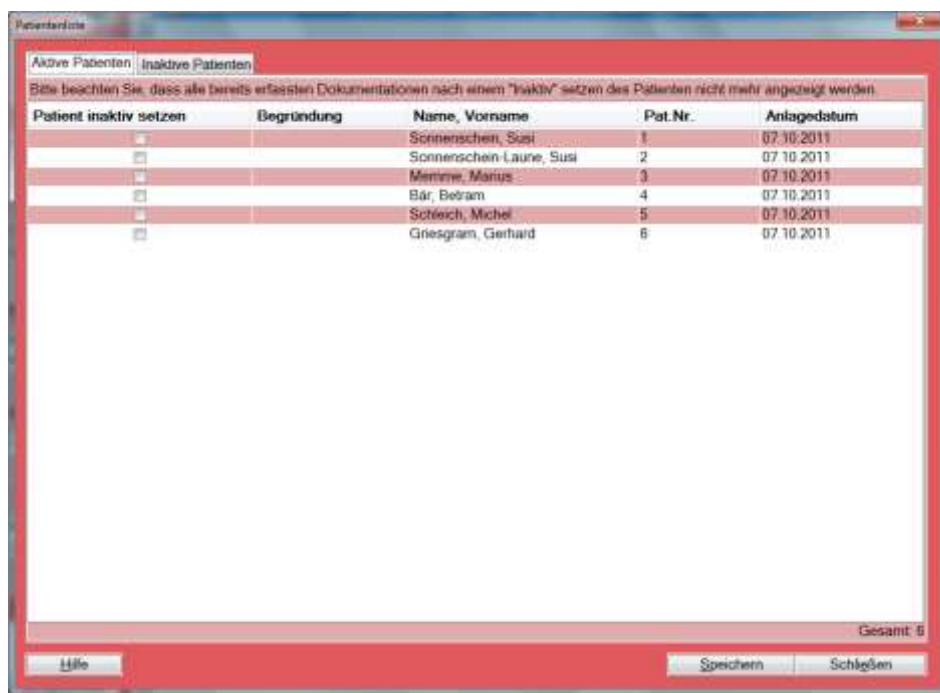 Patientenliste
Aktive Patienten Inaktive Patienten
Bitte beachten Sie, dass alle bereits erfassten Dokumentationen nach einem "Inaktiv" setzen des Patienten nicht mehr angezeigt werden.
Patient inaktiv setzen Begründung Name, Vorname Pat.Nr. Anlagedatum
Sonnenschein, Susi 1 07.10.2011
Sonnenschein-Laune, Susi 2 07.10.2011
Memme, Marius 3 07.10.2011
Bär, Betram 4 07.10.2011
Schleich, Michel 5 07.10.2011
Griesgram, Gerhard 6 07.10.2011
Gesamt: 6
Hilfe Speichern Schließen